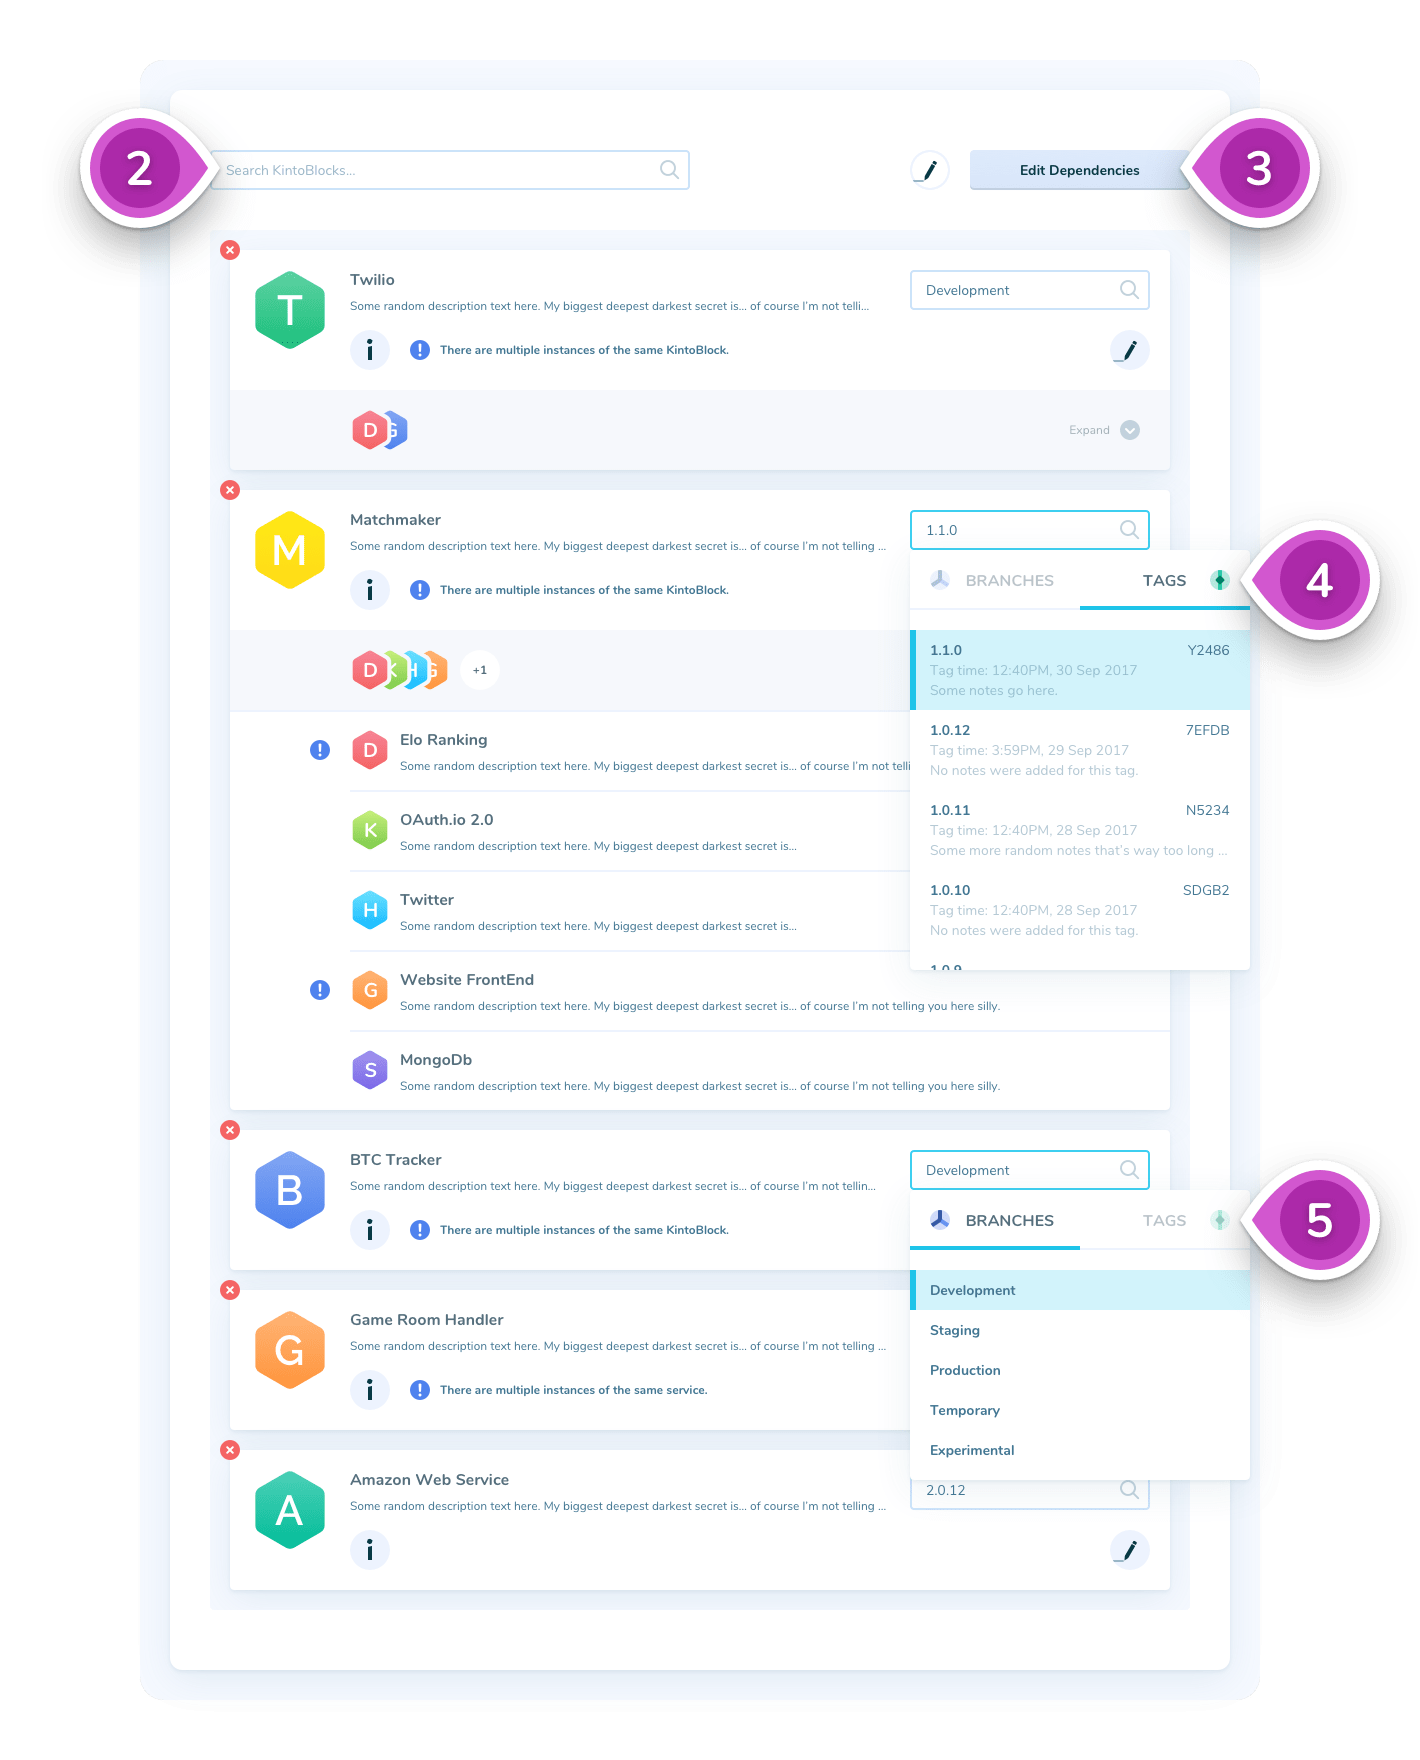 2
Search KintoBlocks...
Edit Dependencies
3
T
Twilio
Some random description text here. My biggest deepest darkest secret is... of course I'm not telli...
Development
i
! There are multiple instances of the same KintoBlock.
D G
Expand
M
Matchmaker
Some random description text here. My biggest deepest darkest secret is... of course I'm not telling ...
1.1.0
i
! There are multiple instances of the same KintoBlock.
BRANCHES TAGS
4
1.1.0 Y2486
Tag time: 12:40PM, 30 Sep 2017
Some notes go here.
D K H G +1
1.0.12 7EFDB
Tag time: 3:59PM, 29 Sep 2017
No notes were added for this tag.
1.0.11 N5234
Tag time: 12:40PM, 28 Sep 2017
Some more random notes that's way too long ...
1.0.10 SDGB2
Tag time: 12:40PM, 28 Sep 2017
No notes were added for this tag.
1.0.9
! D
Elo Ranking
Some random description text here. My biggest deepest darkest secret is... of course I'm not telli
K
OAuth.io 2.0
Some random description text here. My biggest deepest darkest secret is...
H
Twitter
Some random description text here. My biggest deepest darkest secret is...
! G
Website FrontEnd
Some random description text here. My biggest deepest darkest secret is... of course I'm not telling you here silly.
S
MongoDb
Some random description text here. My biggest deepest darkest secret is... of course I'm not telling you here silly.
B
BTC Tracker
Some random description text here. My biggest deepest darkest secret is... of course I'm not tellin...
Development
i
! There are multiple instances of the same KintoBlock.
BRANCHES TAGS
5
Development
Staging
Production
Temporary
Experimental
G
Game Room Handler
Some random description text here. My biggest deepest darkest secret is... of course I'm not telling ...
i
! There are multiple instances of the same service.
A
Amazon Web Service
Some random description text here. My biggest deepest darkest secret is... of course I'm not telling ...
2.0.12
i